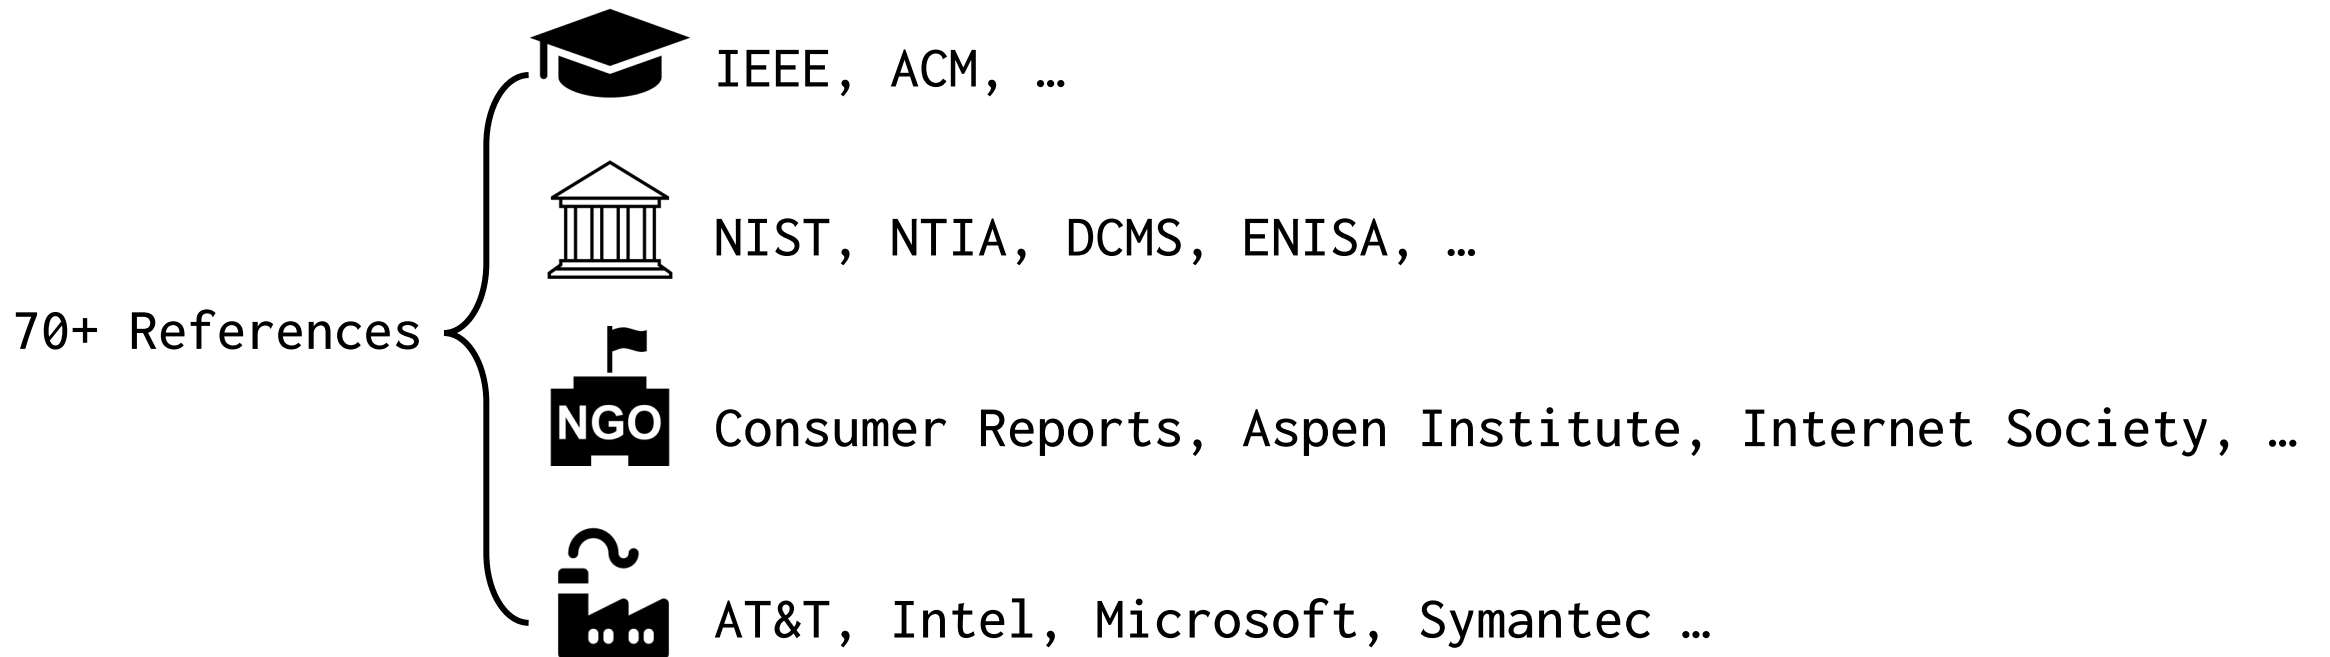 IEEE, ACM, …
NIST, NTIA, DCMS, ENISA, …
70+ References
NGO
Consumer Reports, Aspen Institute, Internet Society, …
AT&T, Intel, Microsoft, Symantec …